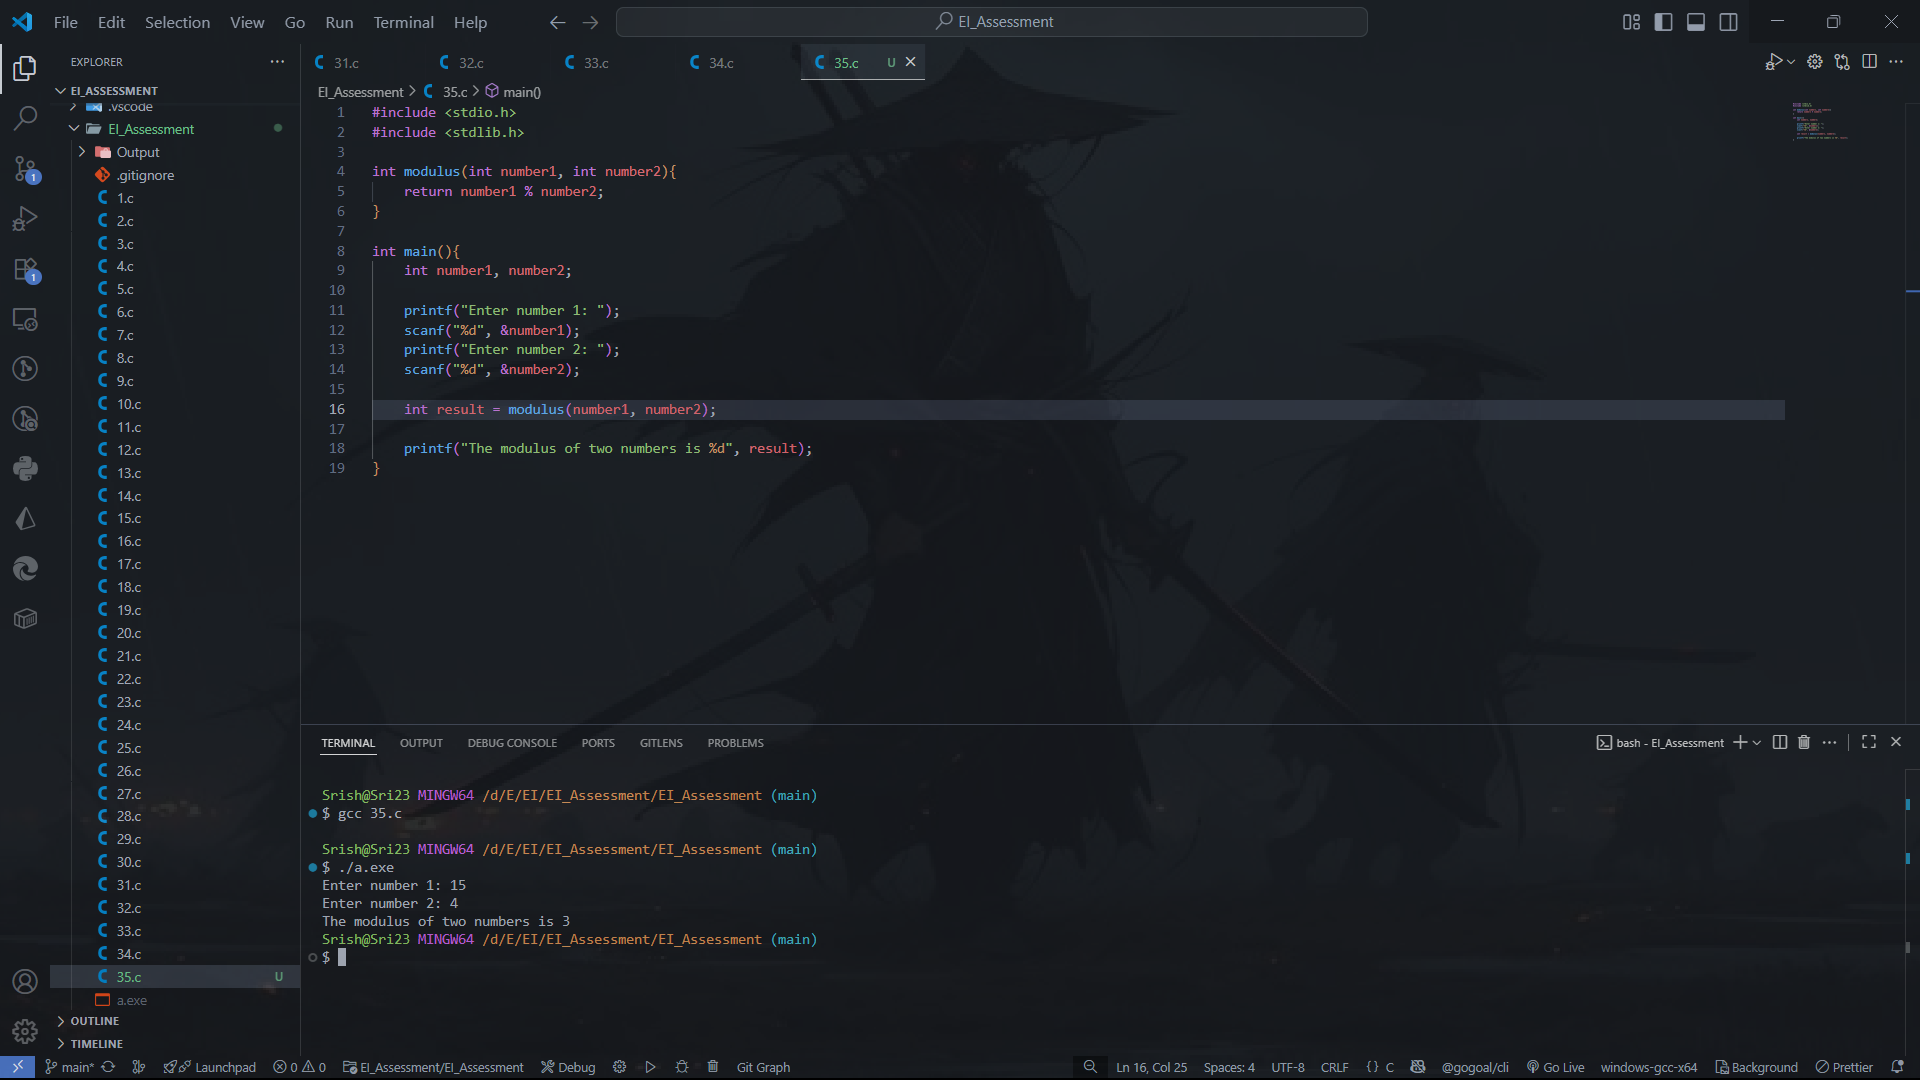 File Edit Selection View Go Run Terminal Help
EI_Assessment
EXPLORER
EI_ASSESSMENT
.vscode
EI_Assessment
Output
.gitignore
1.c
2.c
3.c
4.c
5.c
6.c
7.c
8.c
9.c
10.c
11.c
12.c
13.c
14.c
15.c
16.c
17.c
18.c
19.c
20.c
21.c
22.c
23.c
24.c
25.c
26.c
27.c
28.c
29.c
30.c
31.c
32.c
33.c
34.c
35.c U
a.exe
OUTLINE
TIMELINE
1
1
31.c 32.c 33.c 34.c 35.c U
EI_Assessment > 35.c > main()
1 #include <stdio.h>
2 #include <stdlib.h>
3
4 int modulus(int number1, int number2){
5     return number1 % number2;
6 }
7
8 int main(){
9     int number1, number2;
10
11     printf("Enter number 1: ");
12     scanf("%d", &number1);
13     printf("Enter number 2: ");
14     scanf("%d", &number2);
15
16     int result = modulus(number1, number2);
17
18     printf("The modulus of two numbers is %d", result);
19 }
TERMINAL OUTPUT DEBUG CONSOLE PORTS GITLENS PROBLEMS
bash - EI_Assessment
Srish@Sri23 MINGW64 /d/E/EI/EI_Assessment/EI_Assessment (main)
$ gcc 35.c
Srish@Sri23 MINGW64 /d/E/EI/EI_Assessment/EI_Assessment (main)
$ ./a.exe
Enter number 1: 15
Enter number 2: 4
The modulus of two numbers is 3
Srish@Sri23 MINGW64 /d/E/EI/EI_Assessment/EI_Assessment (main)
$
main* Launchpad 0 0 EI_Assessment/EI_Assessment Debug Git Graph Ln 16, Col 25 Spaces: 4 UTF-8 CRLF {} C @gogoal/cli Go Live windows-gcc-x64 Background Prettier